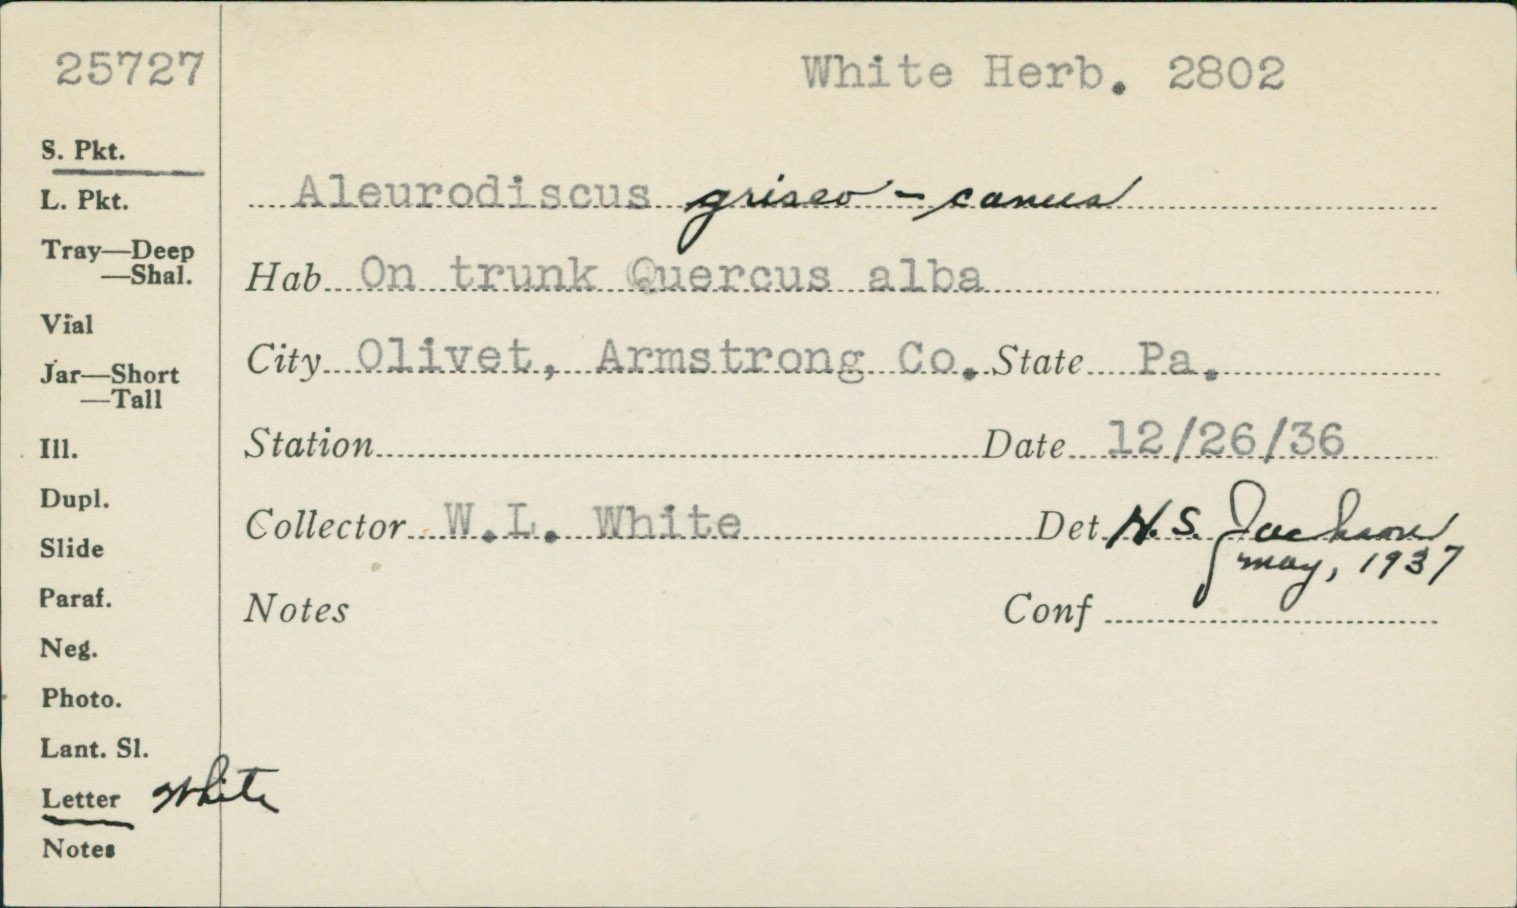 25727
White Herb. 2802
S. Pkt.
L. Pkt.
Tray—Deep
—Shal.
Vial
Jar—Short
—Tall
Ill.
Dupl.
Slide
Paraf.
Neg.
Photo.
Lant. Sl.
Letter White
Notes
Aleurodiscus griseo-canus
Hab On trunk Quercus alba
City Olivet, Armstrong Co. State Pa.
Station Date 12/26/36
Collector W.L. White Det H.S. Jackson
May, 1937
Notes Conf